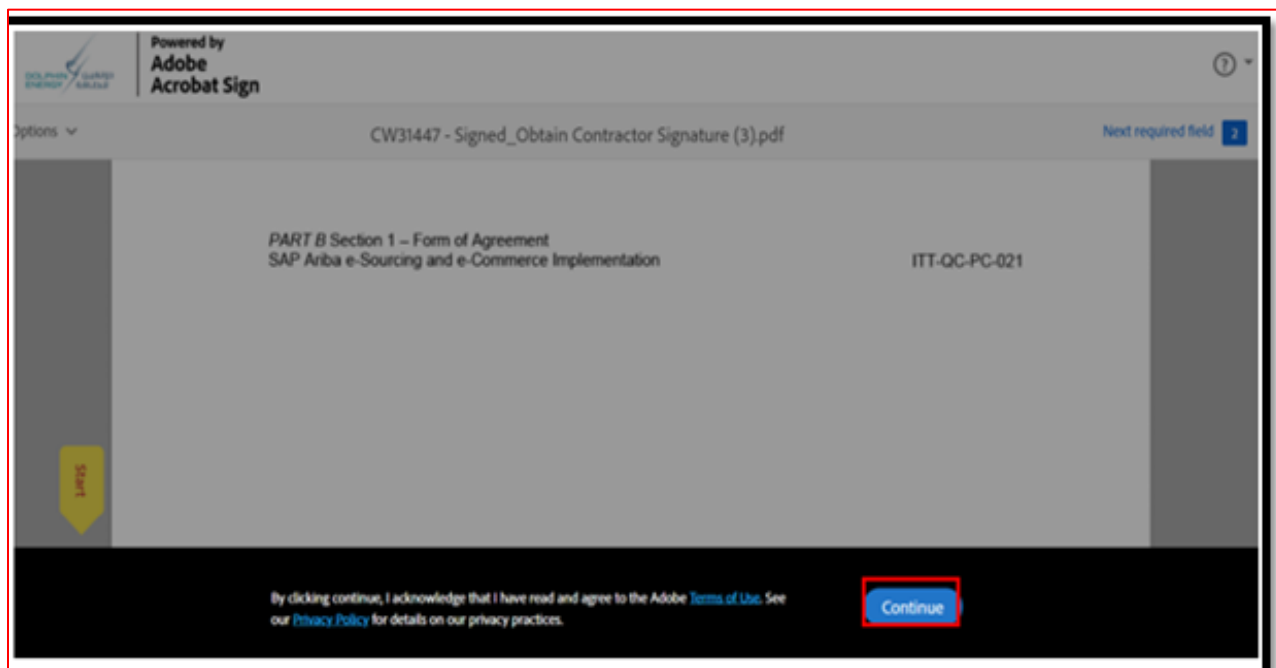 DOLPHIN
ENERGY
Powered by
Adobe
Acrobat Sign
Options
CW31447 - Signed_Obtain Contractor Signature (3).pdf
Next required field 2
PART B Section 1 – Form of Agreement
SAP Ariba e-Sourcing and e-Commerce Implementation
ITT-QC-PC-021
Start
By clicking continue, I acknowledge that I have read and agree to the Adobe Terms of Use. See
our Privacy Policy for details on our privacy practices.
Continue